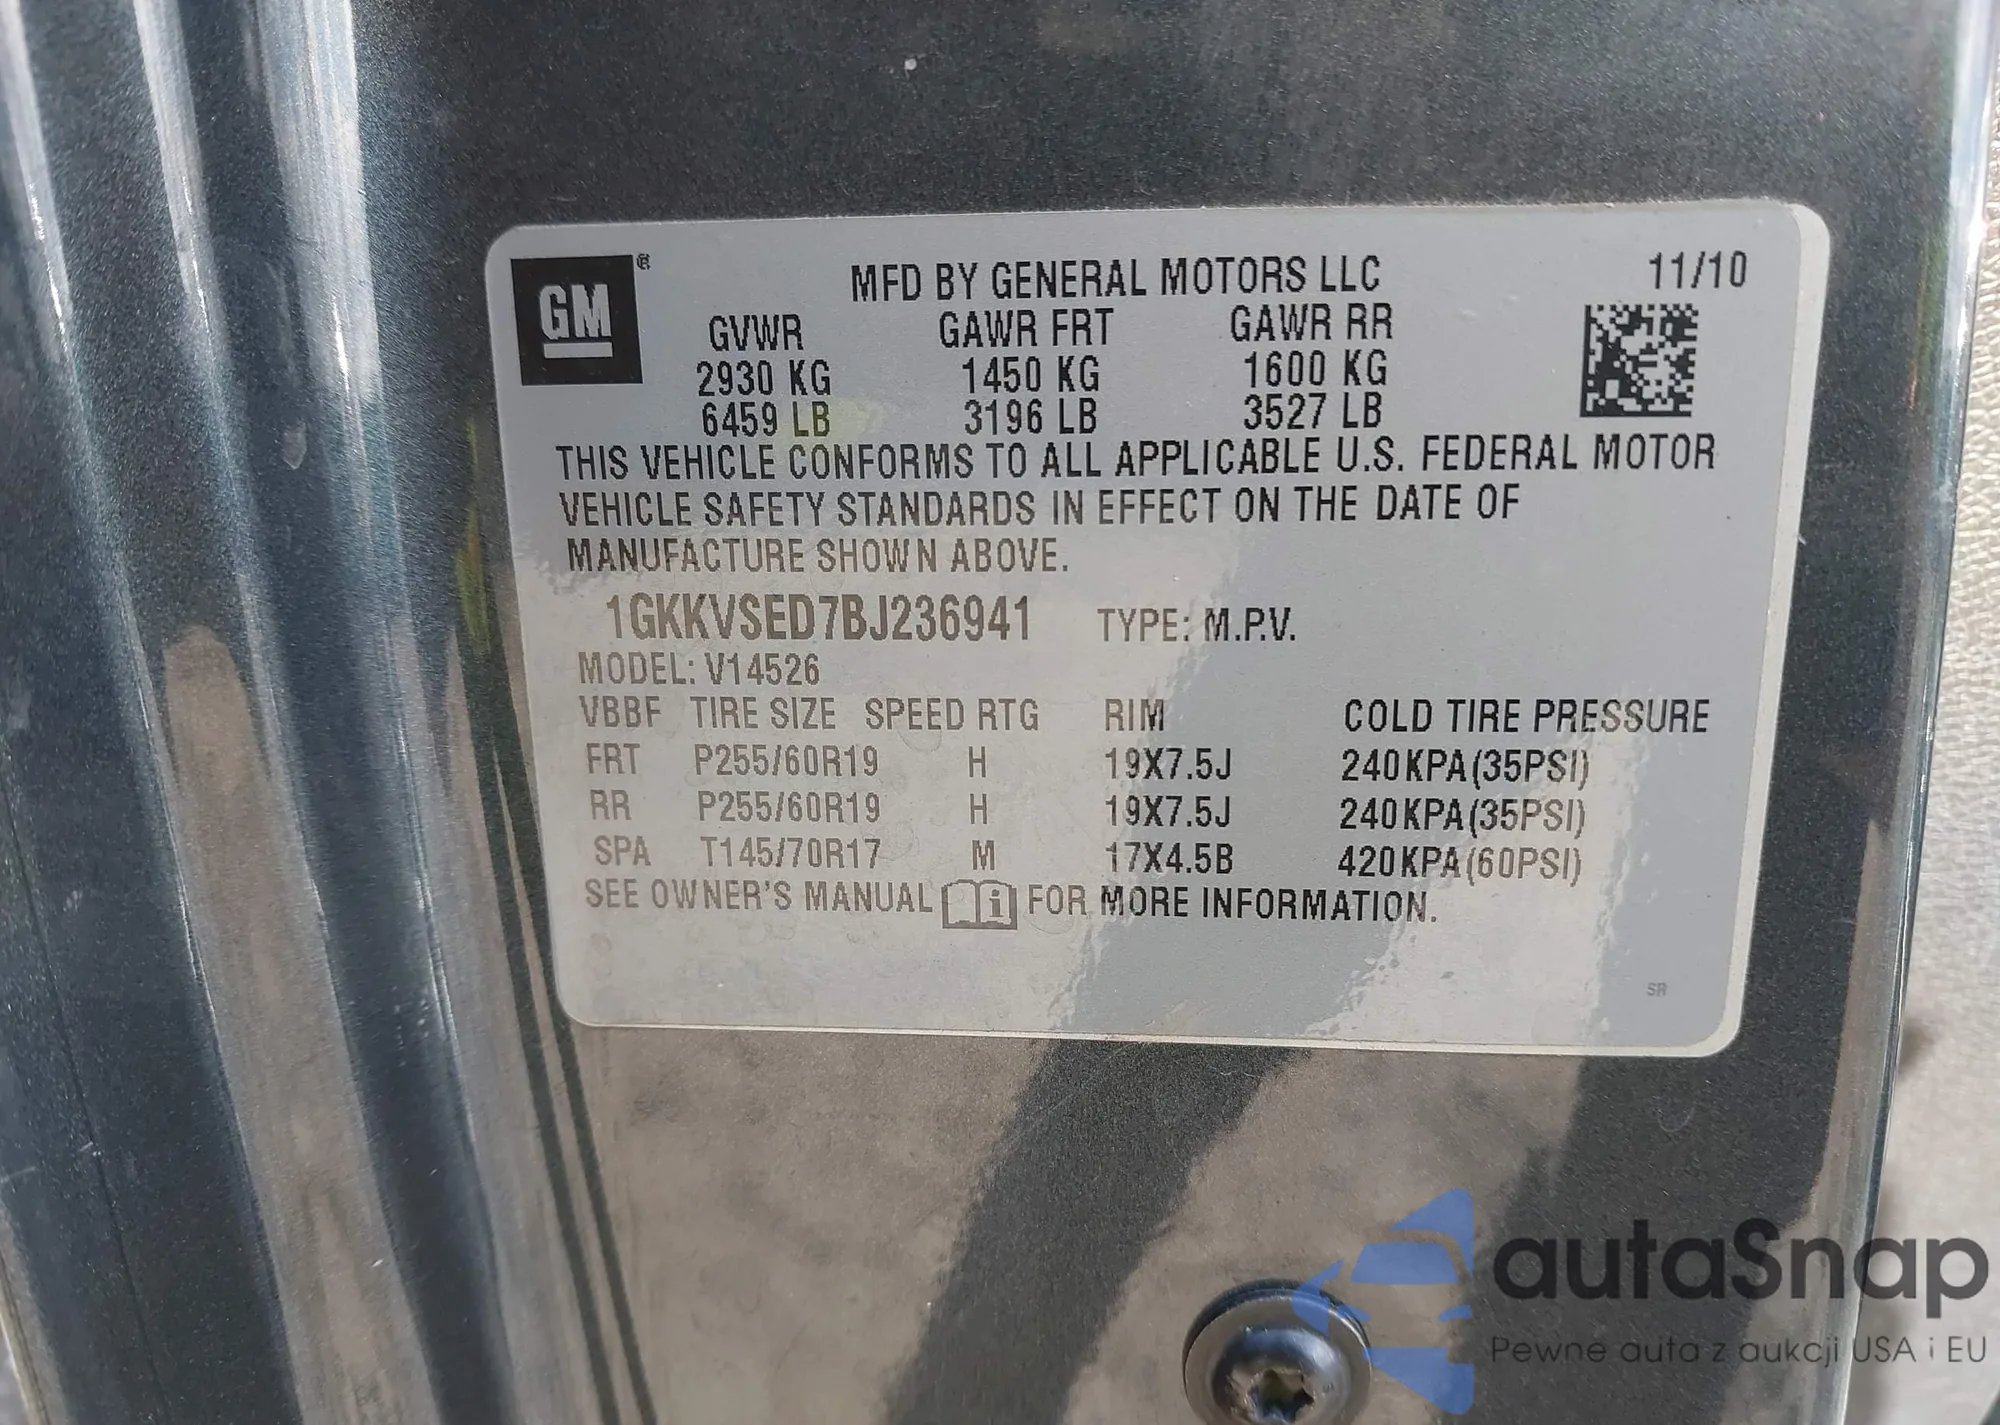 GM®
MFD BY GENERAL MOTORS LLC 11/10
GVWR GAWR FRT GAWR RR
2930 KG 1450 KG 1600 KG
6459 LB 3196 LB 3527 LB
THIS VEHICLE CONFORMS TO ALL APPLICABLE U.S. FEDERAL MOTOR
VEHICLE SAFETY STANDARDS IN EFFECT ON THE DATE OF
MANUFACTURE SHOWN ABOVE.
1GKKVSED7BJ236941 TYPE: M.P.V.
MODEL: V14526
VBBF TIRE SIZE SPEED RTG RIM COLD TIRE PRESSURE
FRT P255/60R19 H 19X7.5J 240KPA(35PSI)
RR P255/60R19 H 19X7.5J 240KPA(35PSI)
SPA T145/70R17 M 17X4.5B 420KPA(60PSI)
SEE OWNER'S MANUAL FOR MORE INFORMATION.
SR
autaSnap
Pewne auta z aukcji USA i EU